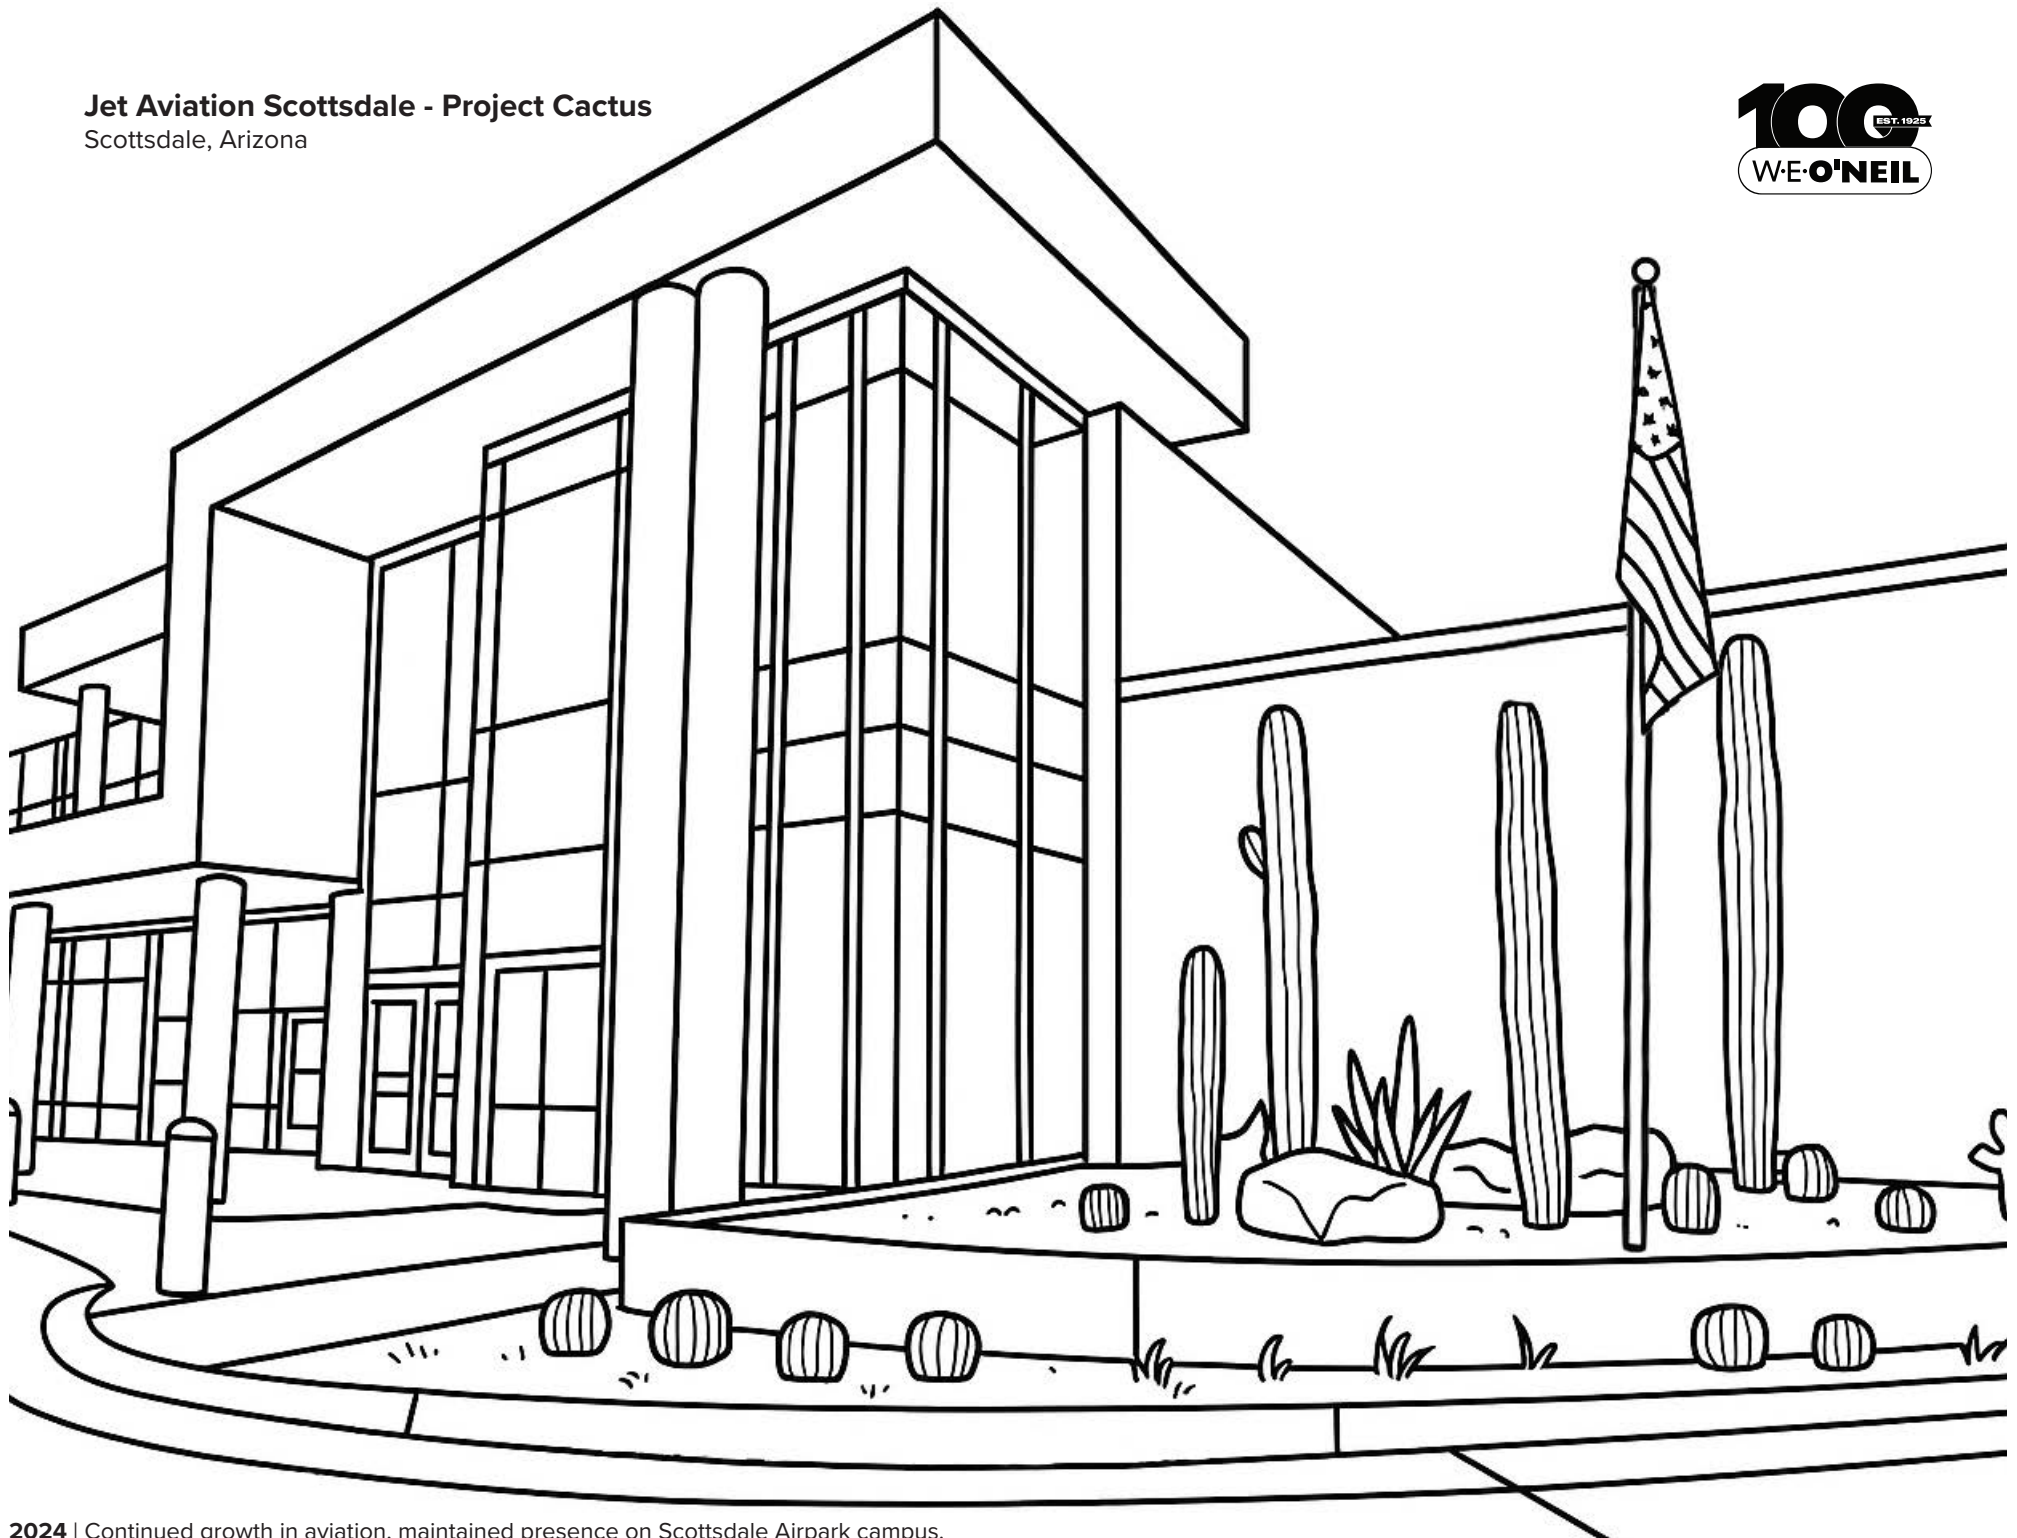 Jet Aviation Scottsdale - Project Cactus
Scottsdale, Arizona
100
EST. 1925
W·E·O'NEIL
2024 | Continued growth in aviation, maintained presence on Scottsdale Airpark campus.